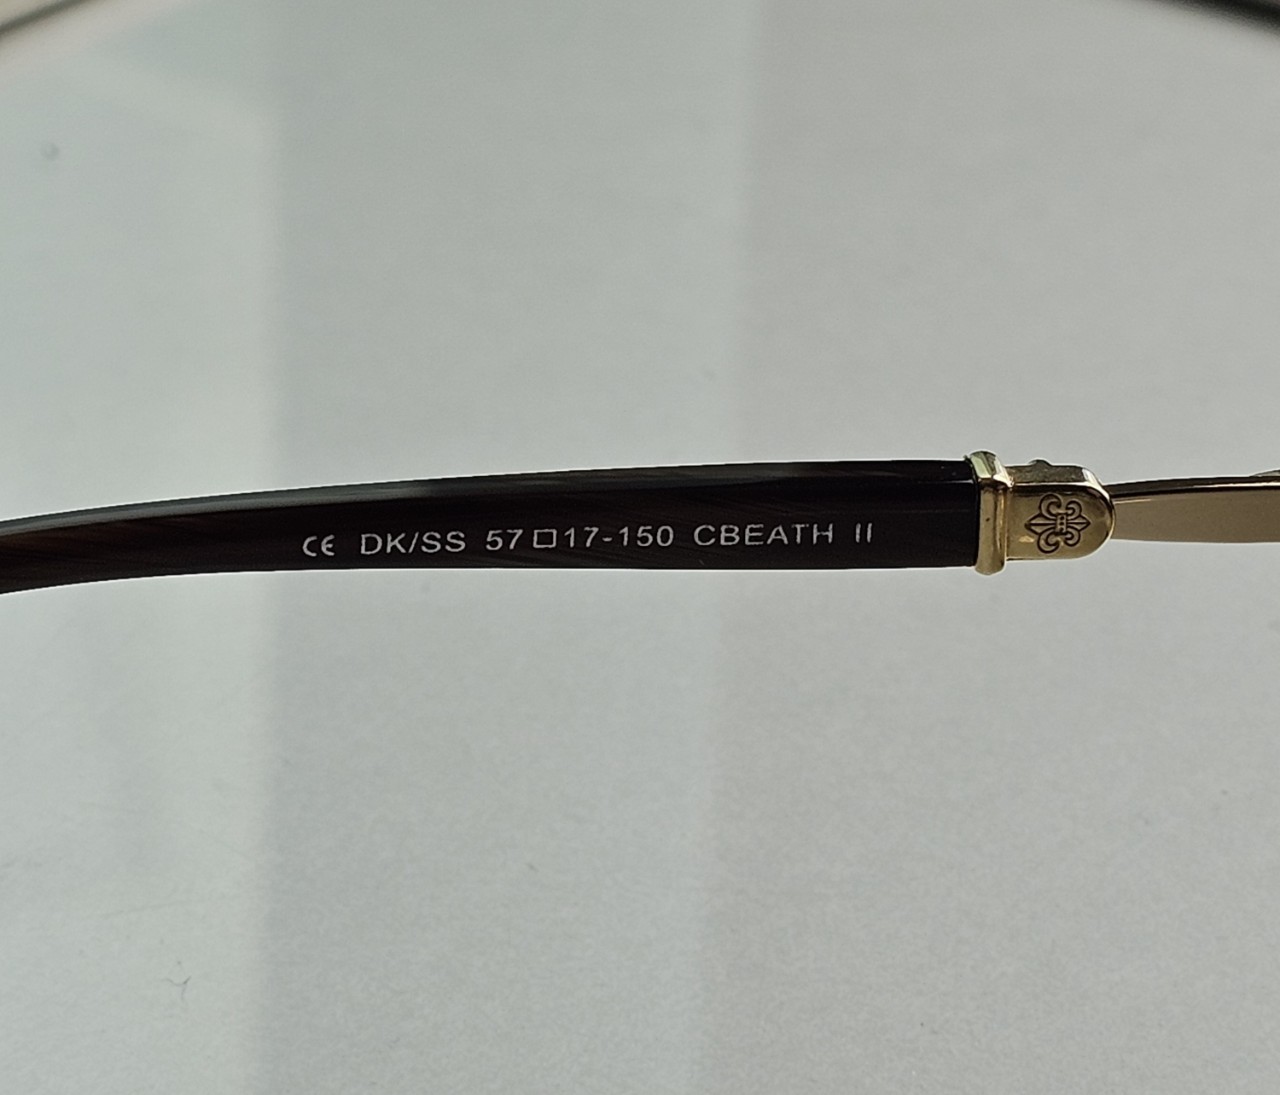 CE DK/SS 57□17-150 CBEATH II